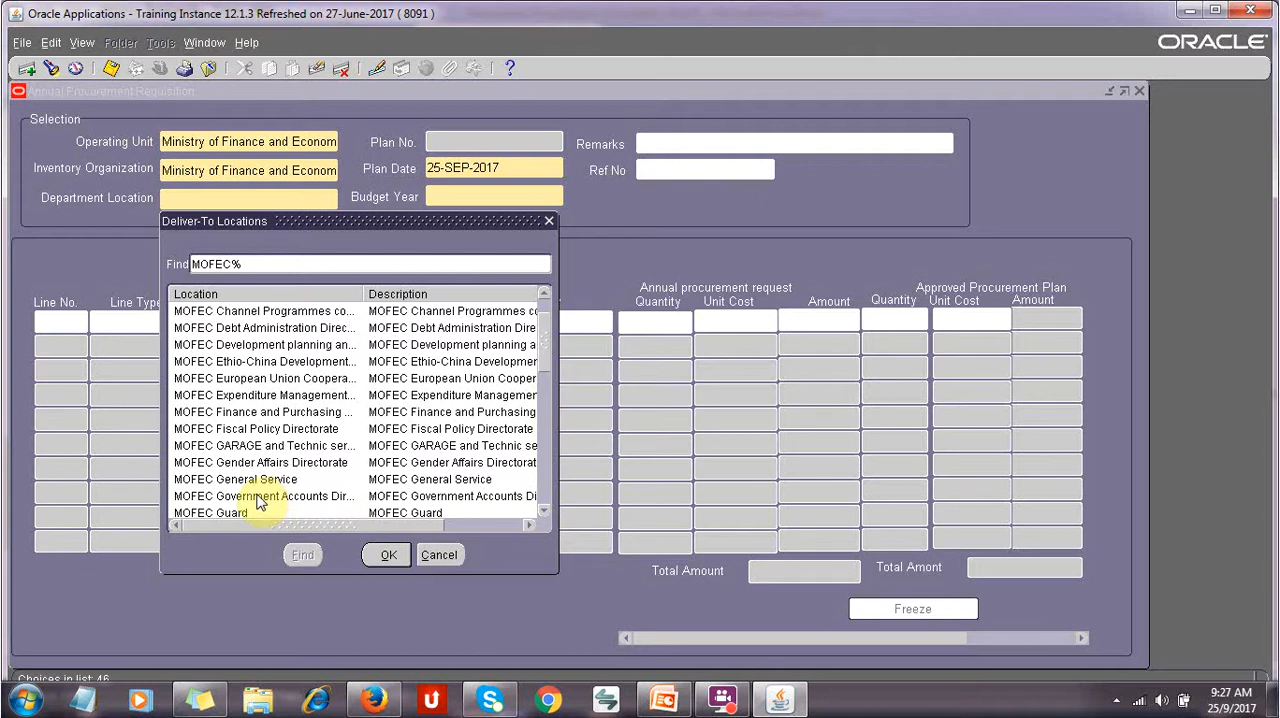 Oracle Applications - Training Instance 12.1.3 Refreshed on 27-June-2017 ( 8091 )
File Edit View Folder Tools Window Help
ORACLE
Annual Procurement Requisition
Selection
Operating Unit Ministry of Finance and Econom Plan No. Remarks
Inventory Organization Ministry of Finance and Econom Plan Date 25-SEP-2017 Ref No
Department Location Budget Year
Deliver-To Locations
Find MOFEC%
Location Description
MOFEC Channel Programmes co... MOFEC Channel Programmes co
MOFEC Debt Administration Direc... MOFEC Debt Administration Dire
MOFEC Development planning an... MOFEC Development planning a
MOFEC Ethio-China Development... MOFEC Ethio-China Developmen
MOFEC European Union Coopera... MOFEC European Union Cooper
MOFEC Expenditure Management... MOFEC Expenditure Managemen
MOFEC Finance and Purchasing ... MOFEC Finance and Purchasing
MOFEC Fiscal Policy Directorate MOFEC Fiscal Policy Directorate
MOFEC GARAGE and Technic ser... MOFEC GARAGE and Technic se
MOFEC Gender Affairs Directorate MOFEC Gender Affairs Directorat
MOFEC General Service MOFEC General Service
MOFEC Government Accounts Dir... MOFEC Government Accounts Di
MOFEC Guard MOFEC Guard
Find OK Cancel
Annual procurement request Approved Procurement Plan
Line No. Line Type Quantity Unit Cost Amount Quantity Unit Cost Amount
Total Amount Total Amont
Freeze
Choices in list: 46
9:27 AM
25/9/2017